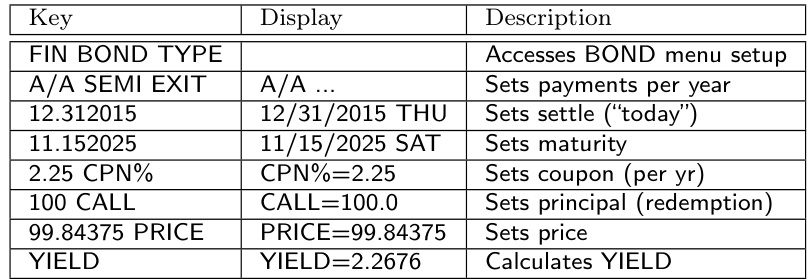 Key Display Description
FIN BOND TYPE Accesses BOND menu setup
A/A SEMI EXIT A/A ... Sets payments per year
12.312015 12/31/2015 THU Sets settle (“today”)
11.152025 11/15/2025 SAT Sets maturity
2.25 CPN% CPN%=2.25 Sets coupon (per yr)
100 CALL CALL=100.0 Sets principal (redemption)
99.84375 PRICE PRICE=99.84375 Sets price
YIELD YIELD=2.2676 Calculates YIELD